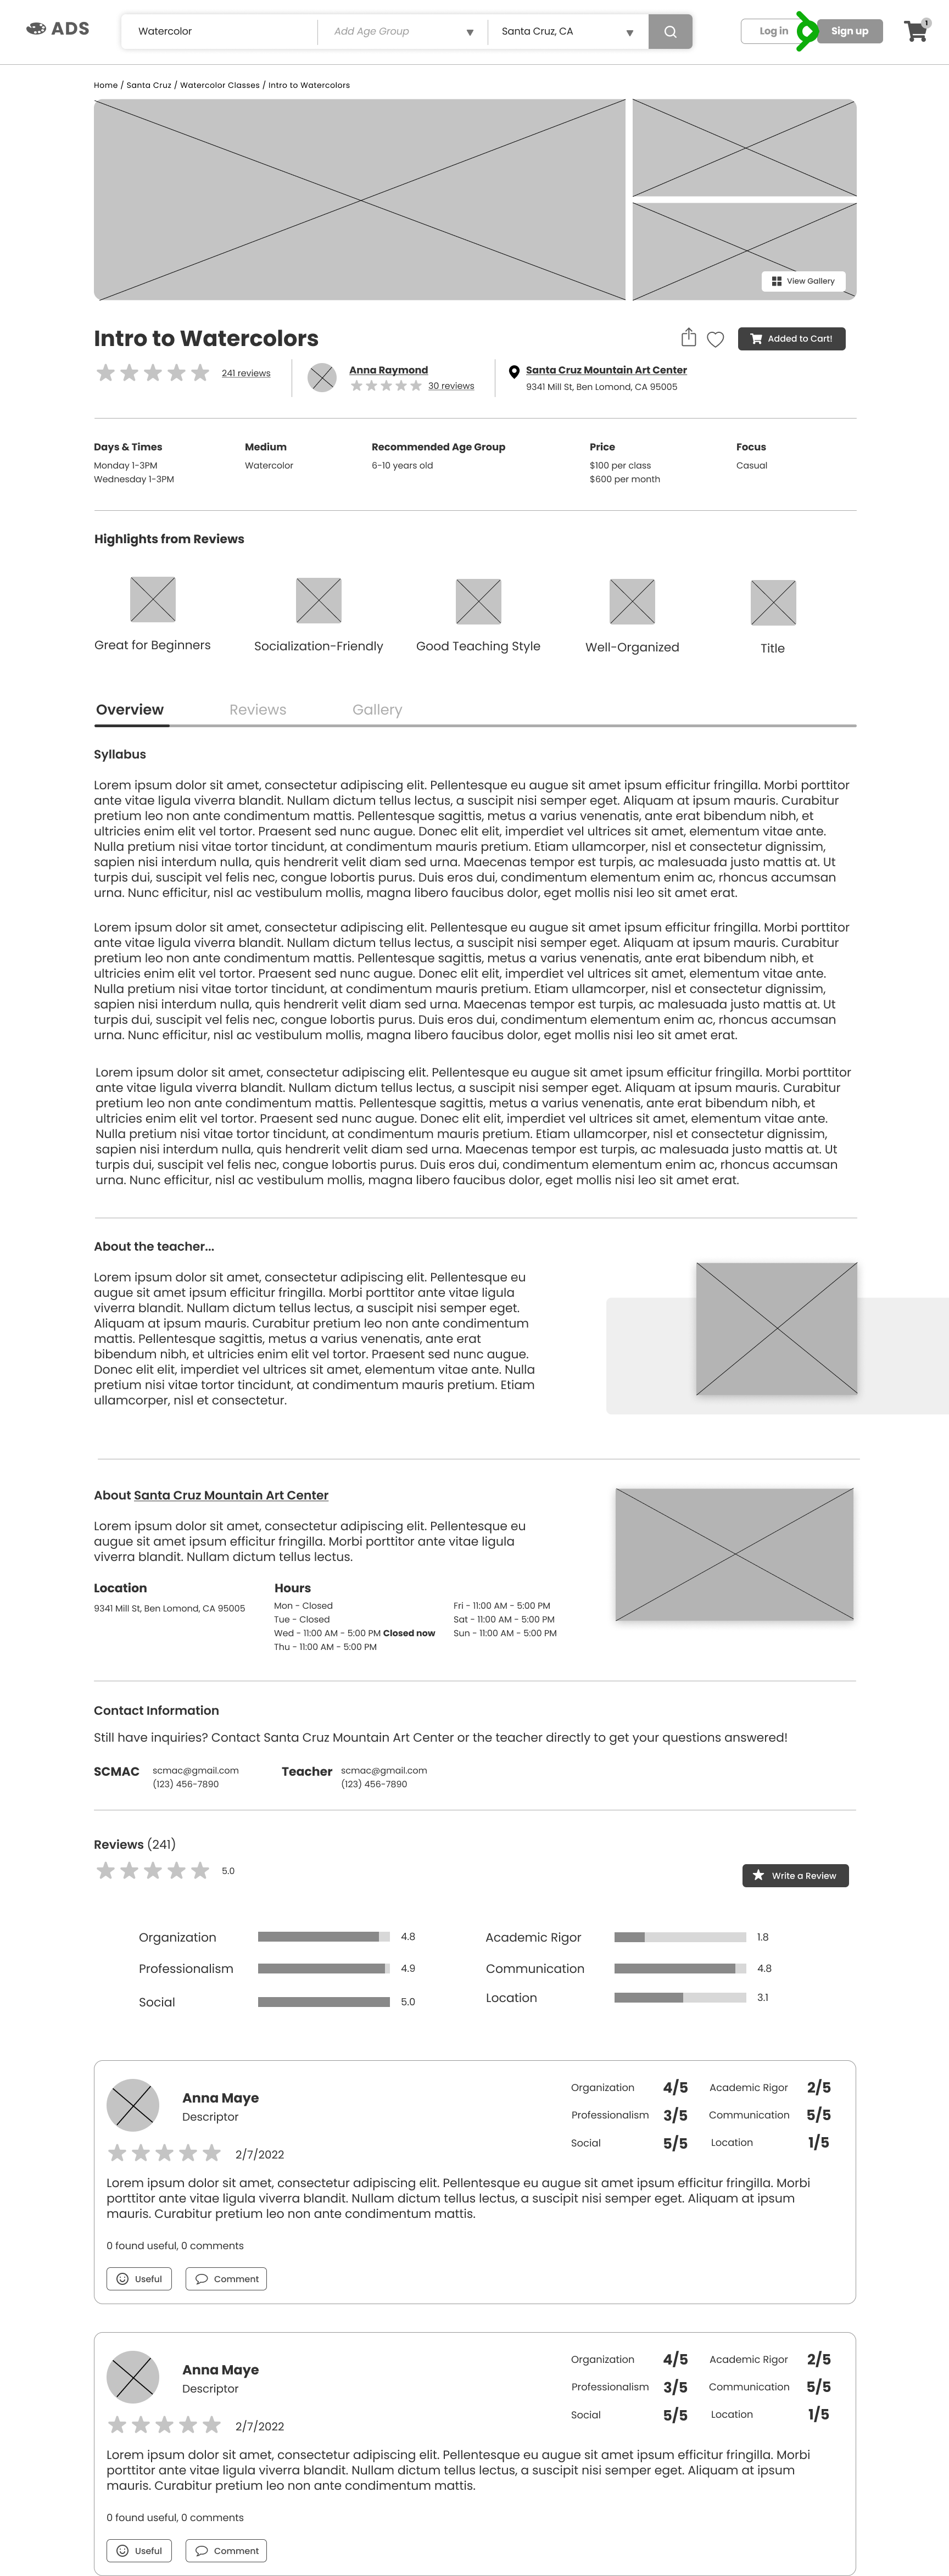 ADS
Watercolor
Add Age Group
Santa Cruz, CA
Log in
Sign up
1
Home / Santa Cruz / Watercolor Classes / Intro to Watercolors
View Gallery
Intro to Watercolors
Added to Cart!
241 reviews
Anna Raymond
30 reviews
Santa Cruz Mountain Art Center
9341 Mill St, Ben Lomond, CA 95005
Days & Times
Monday 1-3PM
Wednesday 1-3PM
Medium
Watercolor
Recommended Age Group
6-10 years old
Price
$100 per class
$600 per month
Focus
Casual
Highlights from Reviews
Great for Beginners
Socialization-Friendly
Good Teaching Style
Well-Organized
Title
Overview
Reviews
Gallery
Syllabus
Lorem ipsum dolor sit amet, consectetur adipiscing elit. Pellentesque eu augue sit amet ipsum efficitur fringilla. Morbi porttitor
ante vitae ligula viverra blandit. Nullam dictum tellus lectus, a suscipit nisi semper eget. Aliquam at ipsum mauris. Curabitur
pretium leo non ante condimentum mattis. Pellentesque sagittis, metus a varius venenatis, ante erat bibendum nibh, et
ultricies enim elit vel tortor. Praesent sed nunc augue. Donec elit elit, imperdiet vel ultrices sit amet, elementum vitae ante.
Nulla pretium nisi vitae tortor tincidunt, at condimentum mauris pretium. Etiam ullamcorper, nisl et consectetur dignissim,
sapien nisi interdum nulla, quis hendrerit velit diam sed urna. Maecenas tempor est turpis, ac malesuada justo mattis at. Ut
turpis dui, suscipit vel felis nec, congue lobortis purus. Duis eros dui, condimentum elementum enim ac, rhoncus accumsan
urna. Nunc efficitur, nisl ac vestibulum mollis, magna libero faucibus dolor, eget mollis nisi leo sit amet erat.
Lorem ipsum dolor sit amet, consectetur adipiscing elit. Pellentesque eu augue sit amet ipsum efficitur fringilla. Morbi porttitor
ante vitae ligula viverra blandit. Nullam dictum tellus lectus, a suscipit nisi semper eget. Aliquam at ipsum mauris. Curabitur
pretium leo non ante condimentum mattis. Pellentesque sagittis, metus a varius venenatis, ante erat bibendum nibh, et
ultricies enim elit vel tortor. Praesent sed nunc augue. Donec elit elit, imperdiet vel ultrices sit amet, elementum vitae ante.
Nulla pretium nisi vitae tortor tincidunt, at condimentum mauris pretium. Etiam ullamcorper, nisl et consectetur dignissim,
sapien nisi interdum nulla, quis hendrerit velit diam sed urna. Maecenas tempor est turpis, ac malesuada justo mattis at. Ut
turpis dui, suscipit vel felis nec, congue lobortis purus. Duis eros dui, condimentum elementum enim ac, rhoncus accumsan
urna. Nunc efficitur, nisl ac vestibulum mollis, magna libero faucibus dolor, eget mollis nisi leo sit amet erat.
Lorem ipsum dolor sit amet, consectetur adipiscing elit. Pellentesque eu augue sit amet ipsum efficitur fringilla. Morbi porttitor
ante vitae ligula viverra blandit. Nullam dictum tellus lectus, a suscipit nisi semper eget. Aliquam at ipsum mauris. Curabitur
pretium leo non ante condimentum mattis. Pellentesque sagittis, metus a varius venenatis, ante erat bibendum nibh, et
ultricies enim elit vel tortor. Praesent sed nunc augue. Donec elit elit, imperdiet vel ultrices sit amet, elementum vitae ante.
Nulla pretium nisi vitae tortor tincidunt, at condimentum mauris pretium. Etiam ullamcorper, nisl et consectetur dignissim,
sapien nisi interdum nulla, quis hendrerit velit diam sed urna. Maecenas tempor est turpis, ac malesuada justo mattis at. Ut
turpis dui, suscipit vel felis nec, congue lobortis purus. Duis eros dui, condimentum elementum enim ac, rhoncus accumsan
urna. Nunc efficitur, nisl ac vestibulum mollis, magna libero faucibus dolor, eget mollis nisi leo sit amet erat.
About the teacher...
Lorem ipsum dolor sit amet, consectetur adipiscing elit. Pellentesque eu
augue sit amet ipsum efficitur fringilla. Morbi porttitor ante vitae ligula
viverra blandit. Nullam dictum tellus lectus, a suscipit nisi semper eget.
Aliquam at ipsum mauris. Curabitur pretium leo non ante condimentum
mattis. Pellentesque sagittis, metus a varius venenatis, ante erat
bibendum nibh, et ultricies enim elit vel tortor. Praesent sed nunc augue.
Donec elit elit, imperdiet vel ultrices sit amet, elementum vitae ante. Nulla
pretium nisi vitae tortor tincidunt, at condimentum mauris pretium. Etiam
ullamcorper, nisl et consectetur.
About Santa Cruz Mountain Art Center
Lorem ipsum dolor sit amet, consectetur adipiscing elit. Pellentesque eu
augue sit amet ipsum efficitur fringilla. Morbi porttitor ante vitae ligula
viverra blandit. Nullam dictum tellus lectus.
Location
9341 Mill St, Ben Lomond, CA 95005
Hours
Mon - Closed
Tue - Closed
Wed - 11:00 AM - 5:00 PM Closed now
Thu - 11:00 AM - 5:00 PM
Fri - 11:00 AM - 5:00 PM
Sat - 11:00 AM - 5:00 PM
Sun - 11:00 AM - 5:00 PM
Contact Information
Still have inquiries? Contact Santa Cruz Mountain Art Center or the teacher directly to get your questions answered!
SCMAC
scmac@gmail.com
(123) 456-7890
Teacher
scmac@gmail.com
(123) 456-7890
Reviews (241)
5.0
Write a Review
Organization 4.8
Professionalism 4.9
Social 5.0
Academic Rigor 1.8
Communication 4.8
Location 3.1
Anna Maye
Descriptor
2/7/2022
Organization 4/5 Academic Rigor 2/5
Professionalism 3/5 Communication 5/5
Social 5/5 Location 1/5
Lorem ipsum dolor sit amet, consectetur adipiscing elit. Pellentesque eu augue sit amet ipsum efficitur fringilla. Morbi
porttitor ante vitae ligula viverra blandit. Nullam dictum tellus lectus, a suscipit nisi semper eget. Aliquam at ipsum
mauris. Curabitur pretium leo non ante condimentum mattis.
0 found useful, 0 comments
Useful
Comment
Anna Maye
Descriptor
2/7/2022
Organization 4/5 Academic Rigor 2/5
Professionalism 3/5 Communication 5/5
Social 5/5 Location 1/5
Lorem ipsum dolor sit amet, consectetur adipiscing elit. Pellentesque eu augue sit amet ipsum efficitur fringilla. Morbi
porttitor ante vitae ligula viverra blandit. Nullam dictum tellus lectus, a suscipit nisi semper eget. Aliquam at ipsum
mauris. Curabitur pretium leo non ante condimentum mattis.
0 found useful, 0 comments
Useful
Comment